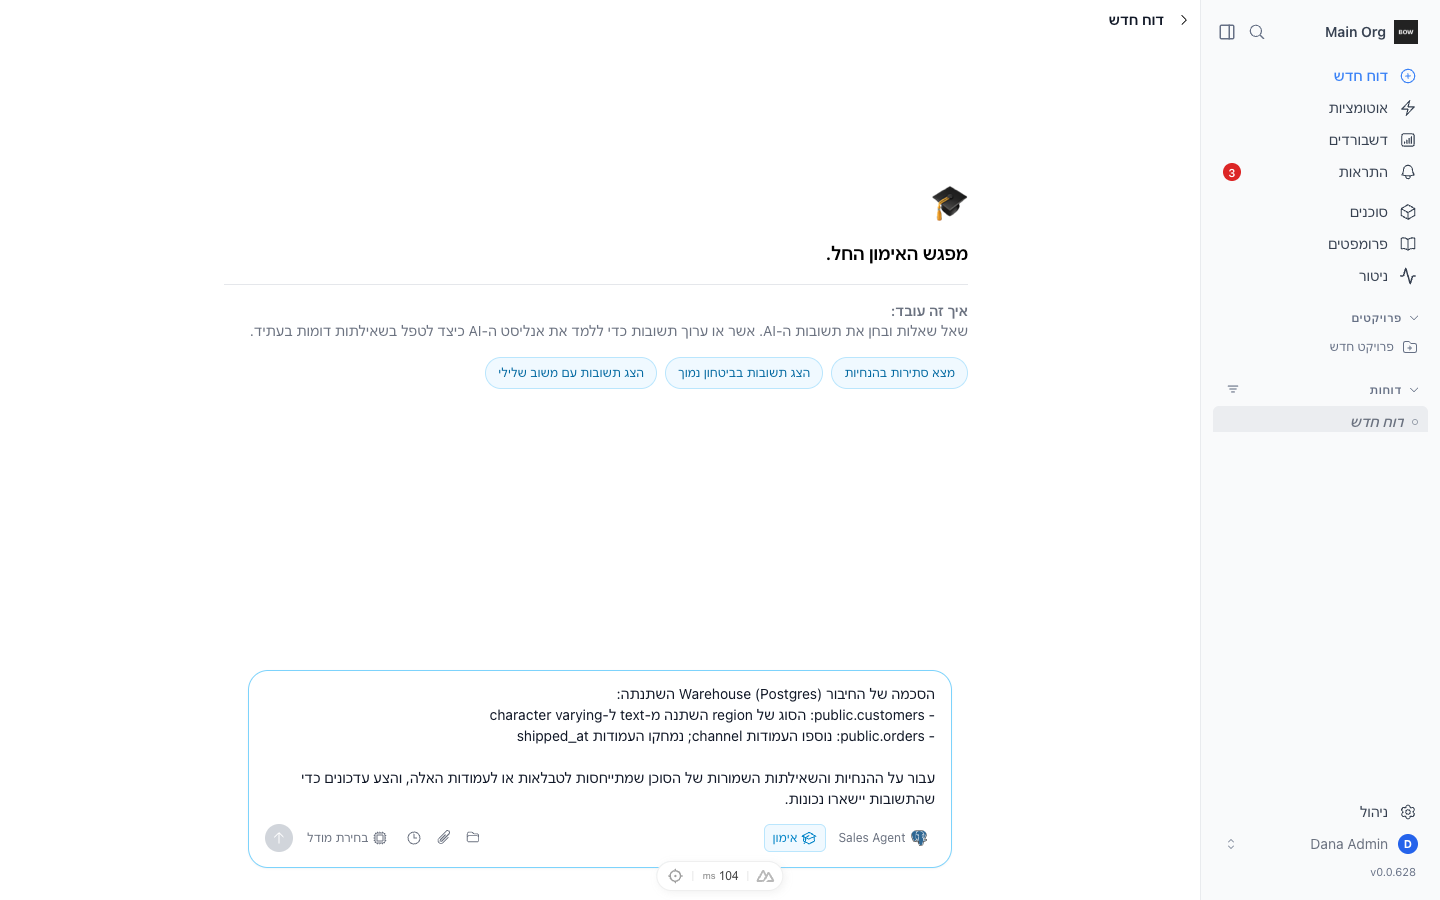 BOW
Main Org
דוח חדש
אוטומציות
דשבורדים
התראות
3
סוכנים
פרומפטים
ניטור
פרויקטים
פרויקט חדש
דוחות
דוח חדש
ניהול
D
Dana Admin
v0.0.628
דוח חדש
מפגש האימון החל.
איך זה עובד:
שאל שאלות ובחן את תשובות ה-AI. אשר או ערוך תשובות כדי ללמד את אנליסט ה-AI כיצד לטפל בשאילתות דומות בעתיד.
מצא סתירות בהנחיות
הצג תשובות בביטחון נמוך
הצג תשובות עם משוב שלילי
הסכמה של החיבור Warehouse (Postgres) השתנתה:
- public.customers: הסוג של region השתנה מ-text ל-character varying
- public.orders: נוספו העמודות channel; נמחקו העמודות shipped_at
עבור על ההנחיות והשאילתות השמורות של הסוכן שמתייחסות לטבלאות או לעמודות האלה, והצע עדכונים כדי
שהתשובות יישארו נכונות.
Sales Agent
אימון
בחירת מודל
104 ms